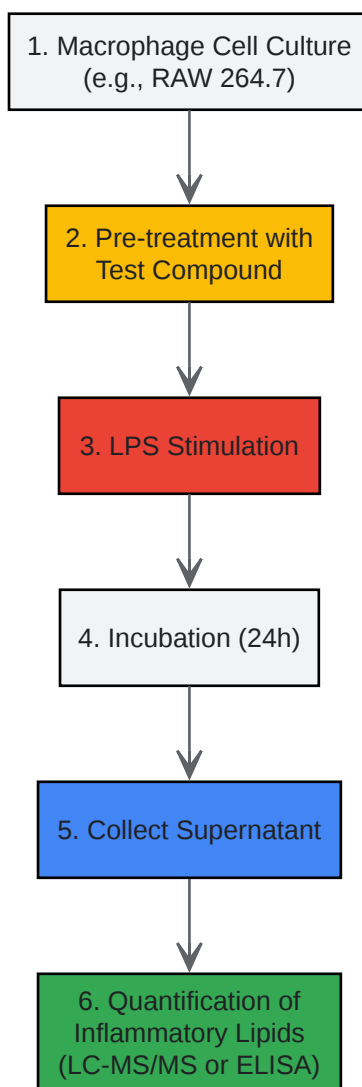 1. Macrophage Cell Culture
(e.g., RAW 264.7)
2. Pre-treatment with
Test Compound
3. LPS Stimulation
4. Incubation (24h)
5. Collect Supernatant
6. Quantification of
Inflammatory Lipids
(LC-MS/MS or ELISA)